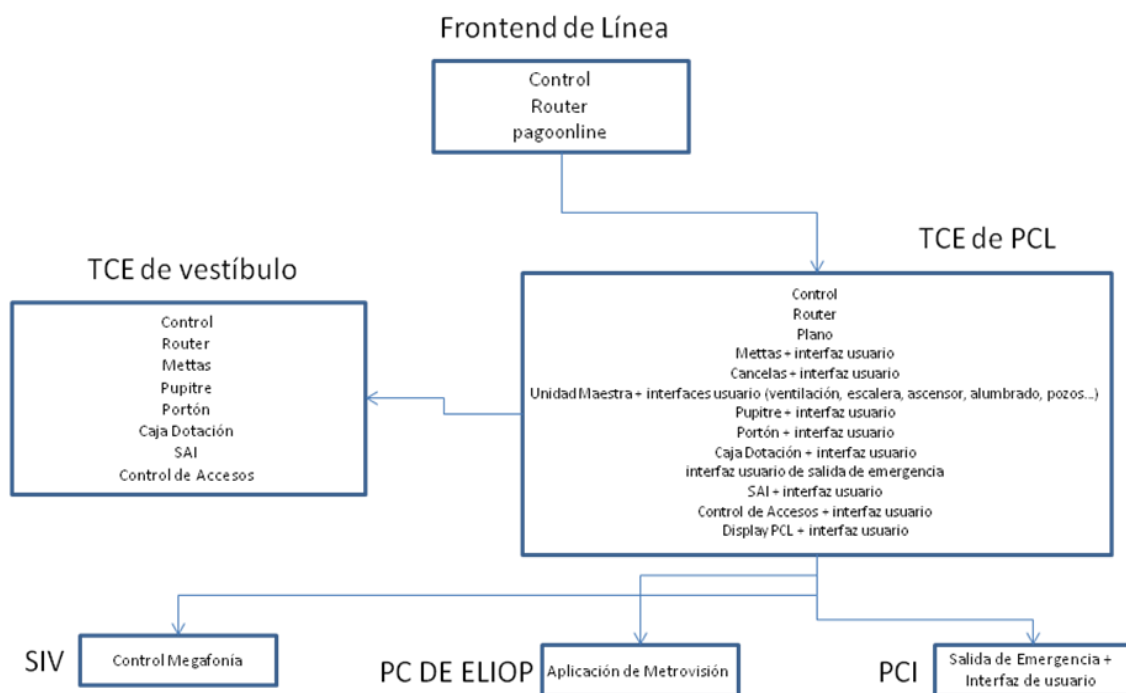 Frontend de Línea
Control
Router
pagoonline
TCE de PCL
TCE de vestíbulo
Control
Router
Mettas
Pupitre
Portón
Caja Dotación
SAI
Control de Accesos
Control
Router
Plano
Mettas + interfaz usuario
Cancelas + interfaz usuario
Unidad Maestra + interfaces usuario (ventilación, escalera, ascensor, alumbrado, pozos...)
Pupitre + interfaz usuario
Portón + interfaz usuario
Caja Dotación + interfaz usuario
interfaz usuario de salida de emergencia
SAI + interfaz usuario
Control de Accesos + interfaz usuario
Display PCL + interfaz usuario
SIV
Control Megafonía
PC DE ELIOP
Aplicación de Metrovisión
PCI
Salida de Emergencia +
Interfaz de usuario